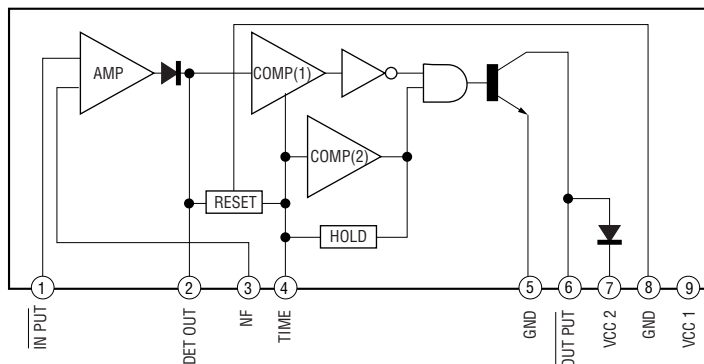 AMP
COMP(1)
COMP(2)
RESET
HOLD
1
2
3
4
5
6
7
8
9
IN PUT
DET OUT
NF
TIME
GND
OUT PUT
VCC 2
GND
VCC 1